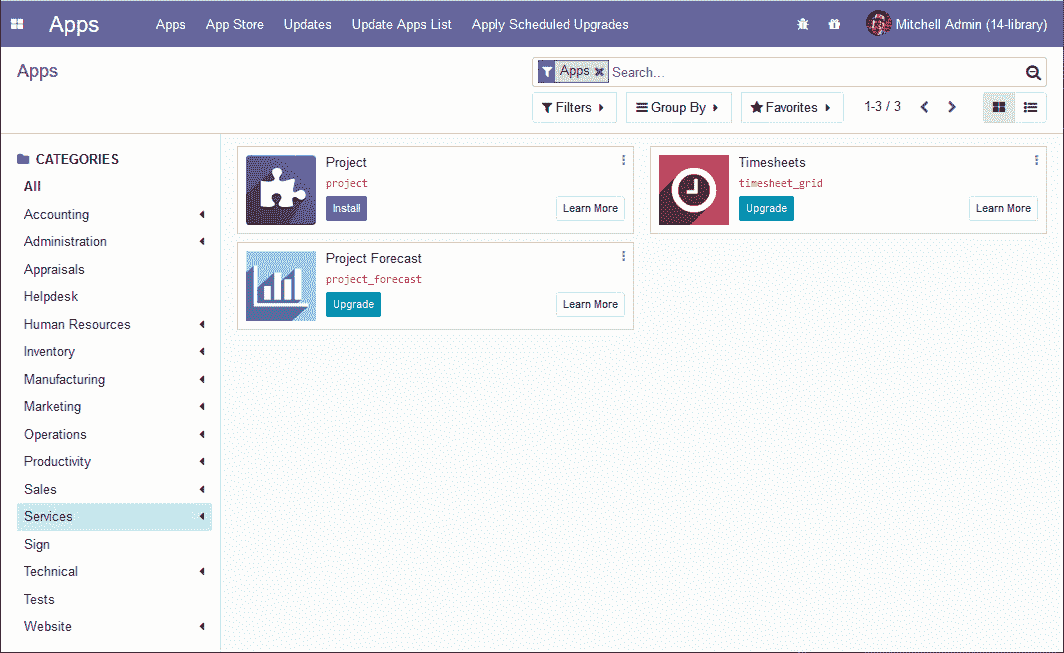 Apps Apps App Store Updates Update Apps List Apply Scheduled Upgrades Mitchell Admin (14-library)
Apps
Apps Search...
Filters Group By Favorites 1-3 / 3
CATEGORIES
All
Accounting
Administration
Appraisals
Helpdesk
Human Resources
Inventory
Manufacturing
Marketing
Operations
Productivity
Sales
Services
Sign
Technical
Tests
Website
Project
project
Install Learn More
Timesheets
timesheet_grid
Upgrade Learn More
Project Forecast
project_forecast
Upgrade Learn More